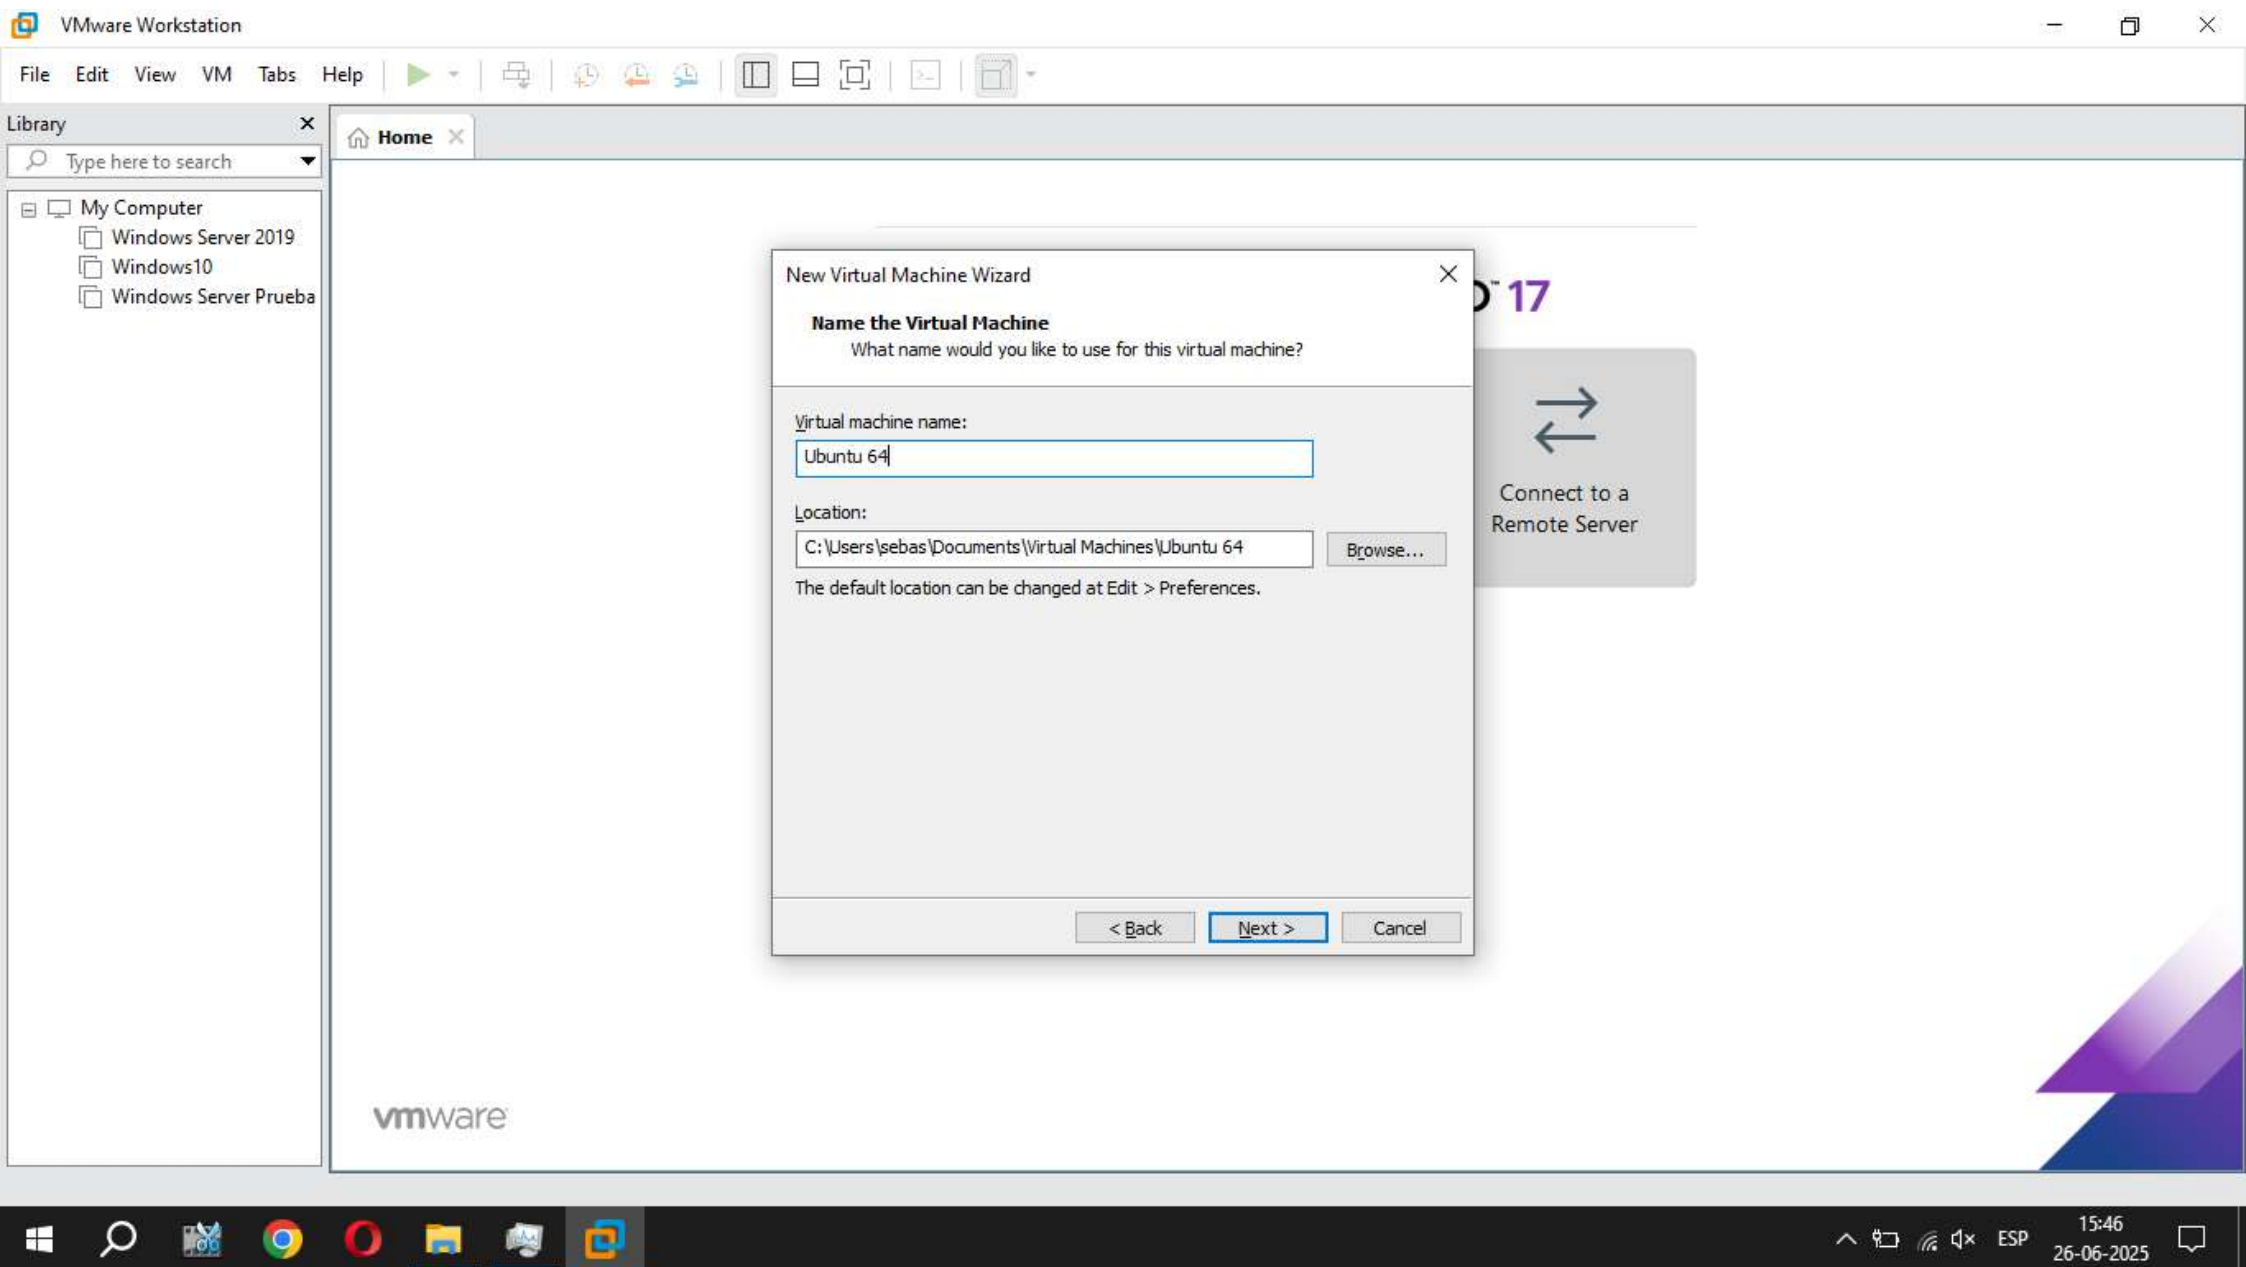 VMware Workstation
File Edit View VM Tabs Help
Library
Home
Type here to search
My Computer
Windows Server 2019
Windows10
Windows Server Prueba
17
New Virtual Machine Wizard
Name the Virtual Machine
What name would you like to use for this virtual machine?
Virtual machine name:
Ubuntu 64
Location:
C:\Users\sebas\Documents\Virtual Machines\Ubuntu 64
Browse...
The default location can be changed at Edit > Preferences.
Connect to a
Remote Server
< Back Next > Cancel
vmware
ESP
15:46
26-06-2025